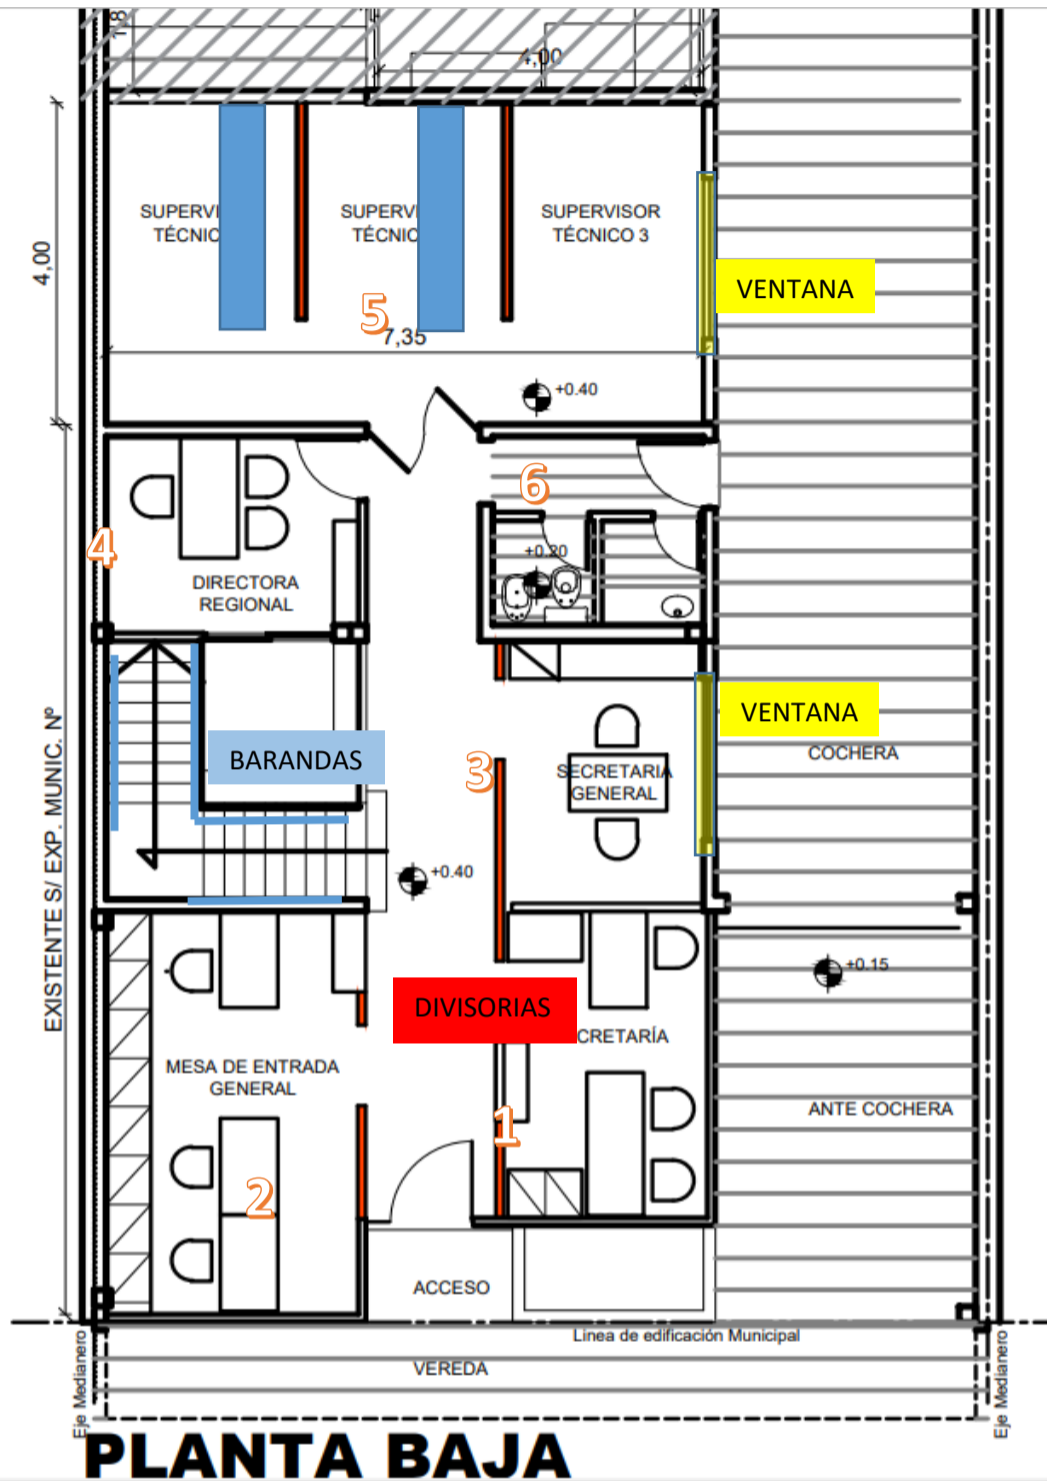 1,8
4,00
SUPERVI
TÉCNIC
SUPERV
TÉCNIC
SUPERVISOR
TÉCNICO 3
4,00
VENTANA
5
7,35
+0.40
6
4
+0.20
DIRECTORA
REGIONAL
EXISTENTE S/ EXP. MUNIC. Nº
VENTANA
BARANDAS
3
SECRETARIA
GENERAL
COCHERA
+0.40
+0.15
DIVISORIAS
CRETARÍA
MESA DE ENTRADA
GENERAL
1
ANTE COCHERA
2
ACCESO
Linea de edificación Municipal
Eje Medianero
Eje Medianero
VEREDA
PLANTA BAJA